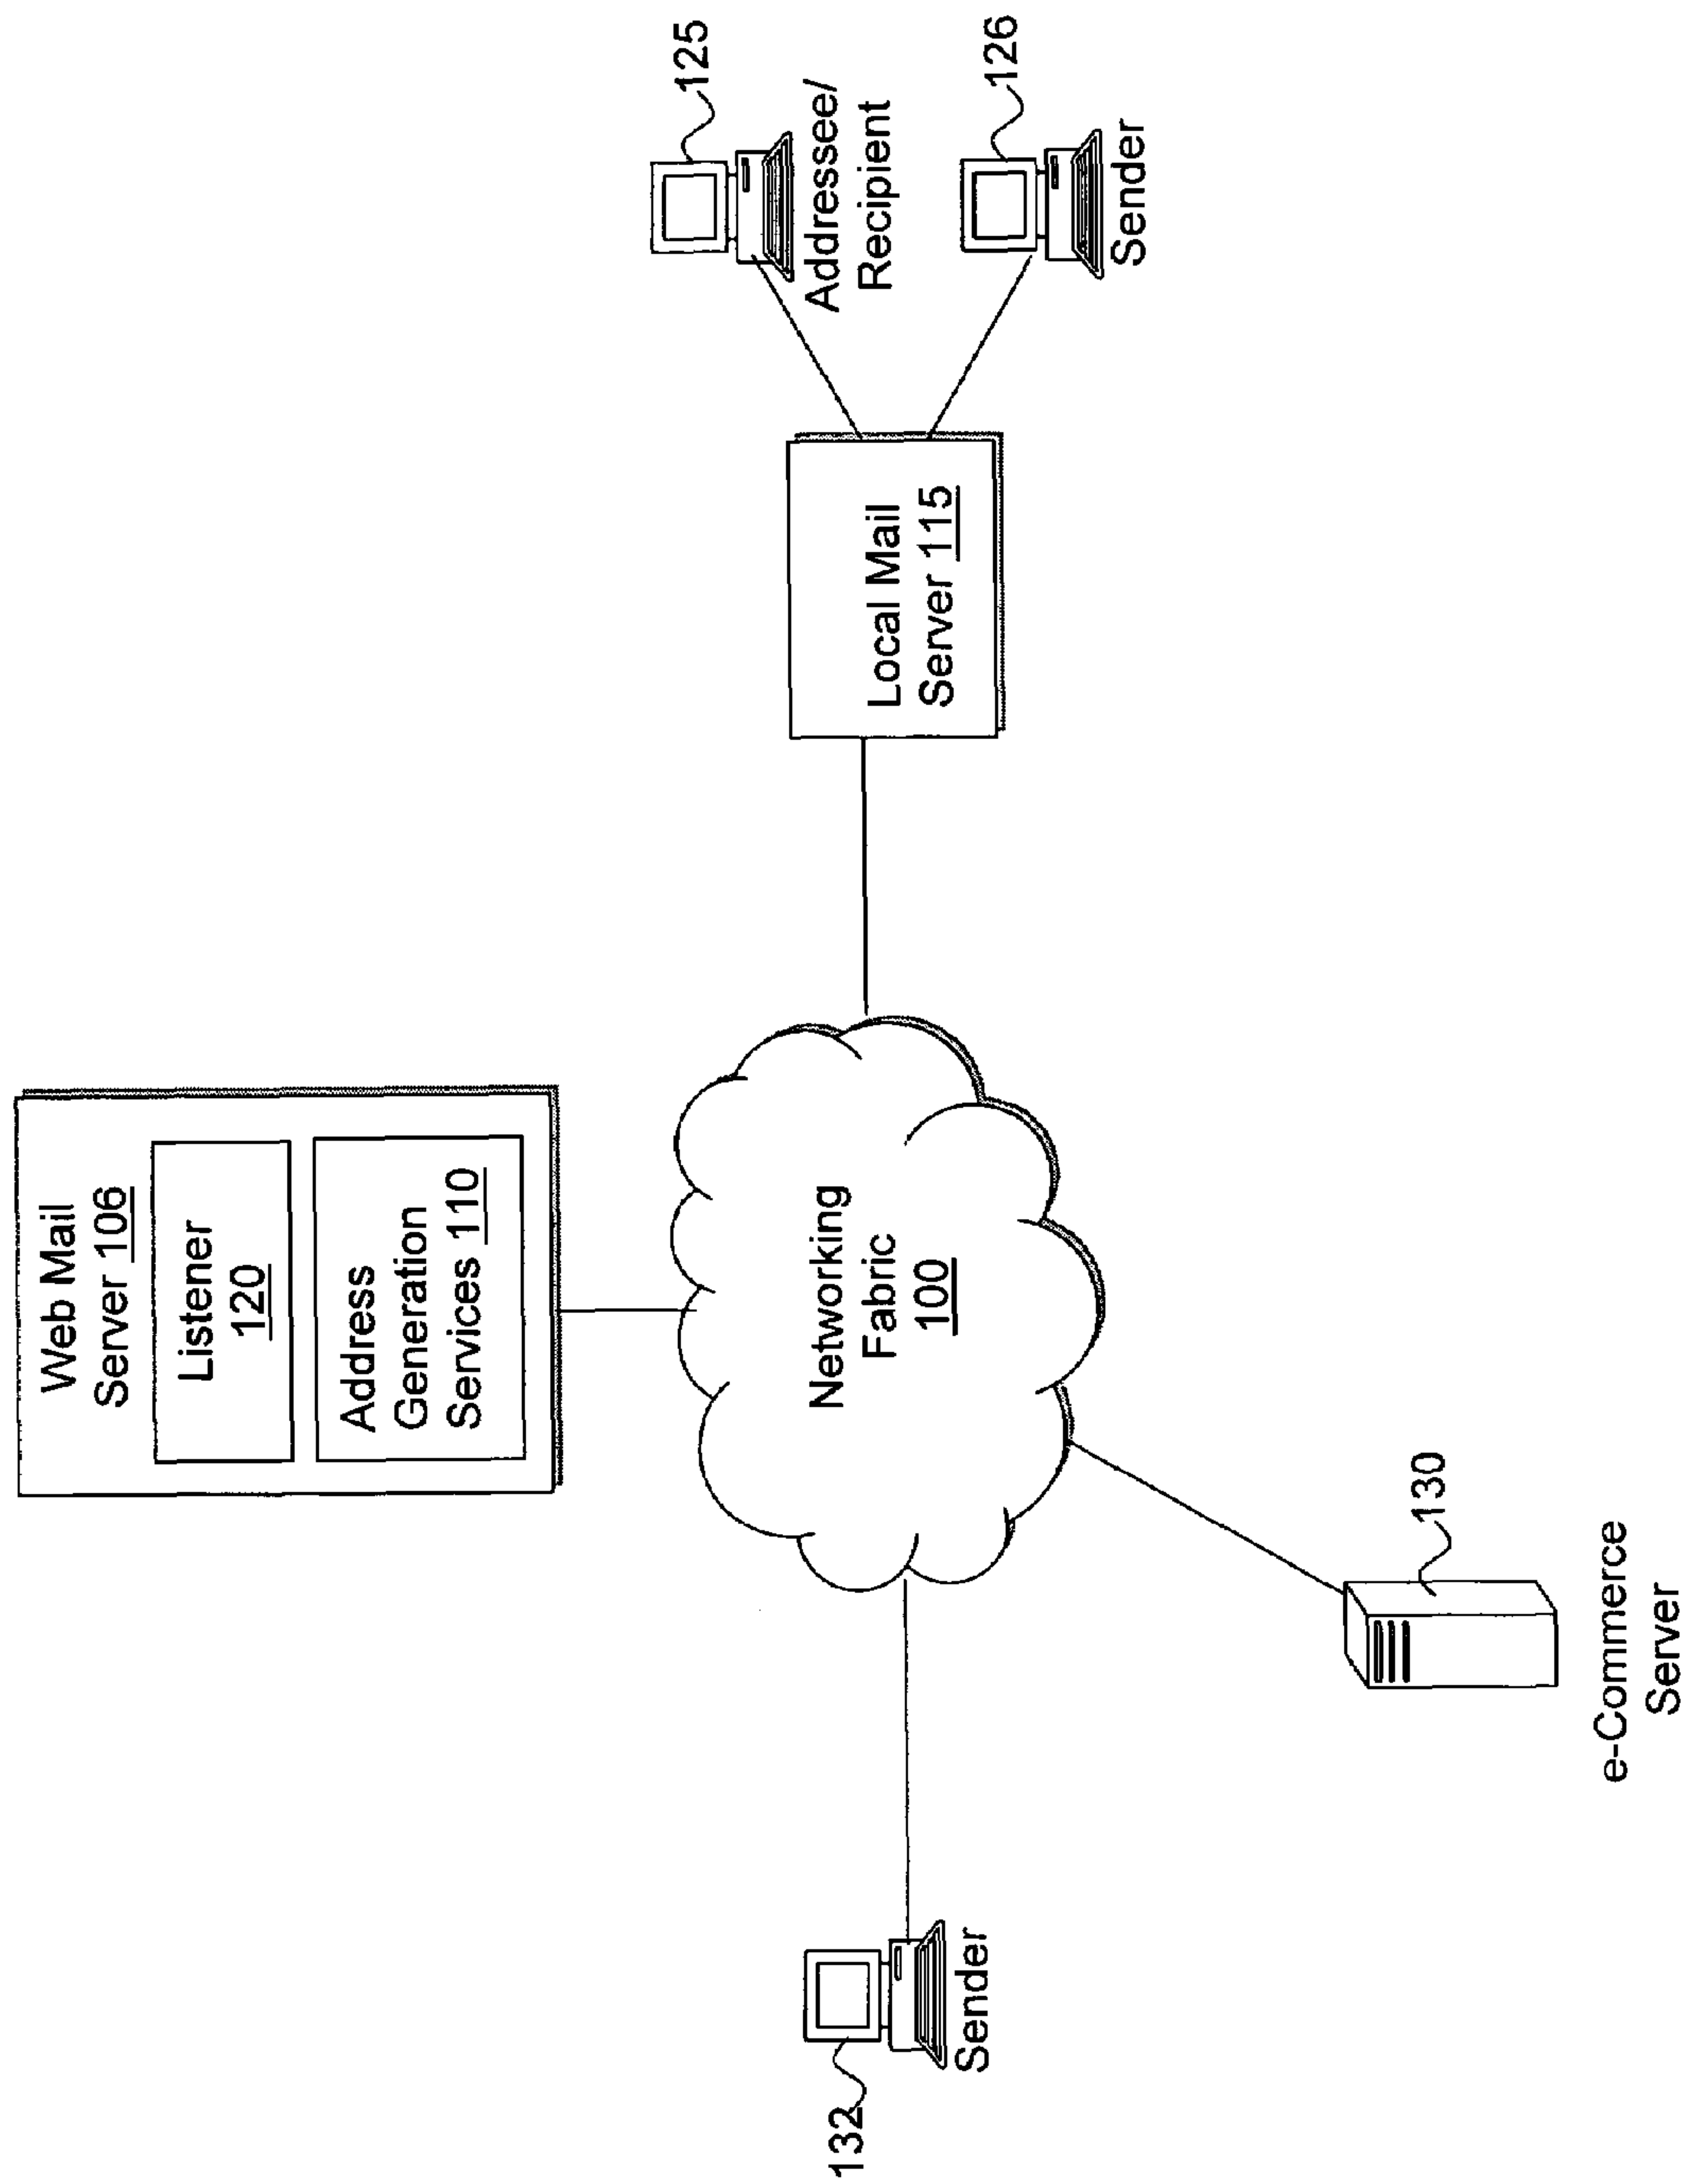 Web Mail
Server 106
Listener
120
Address
Generation
Services 110
Networking
Fabric
100
Local Mail
Server 115
125
Addressee/
Recipient
126
Sender
132
Sender
130
e-Commerce
Server